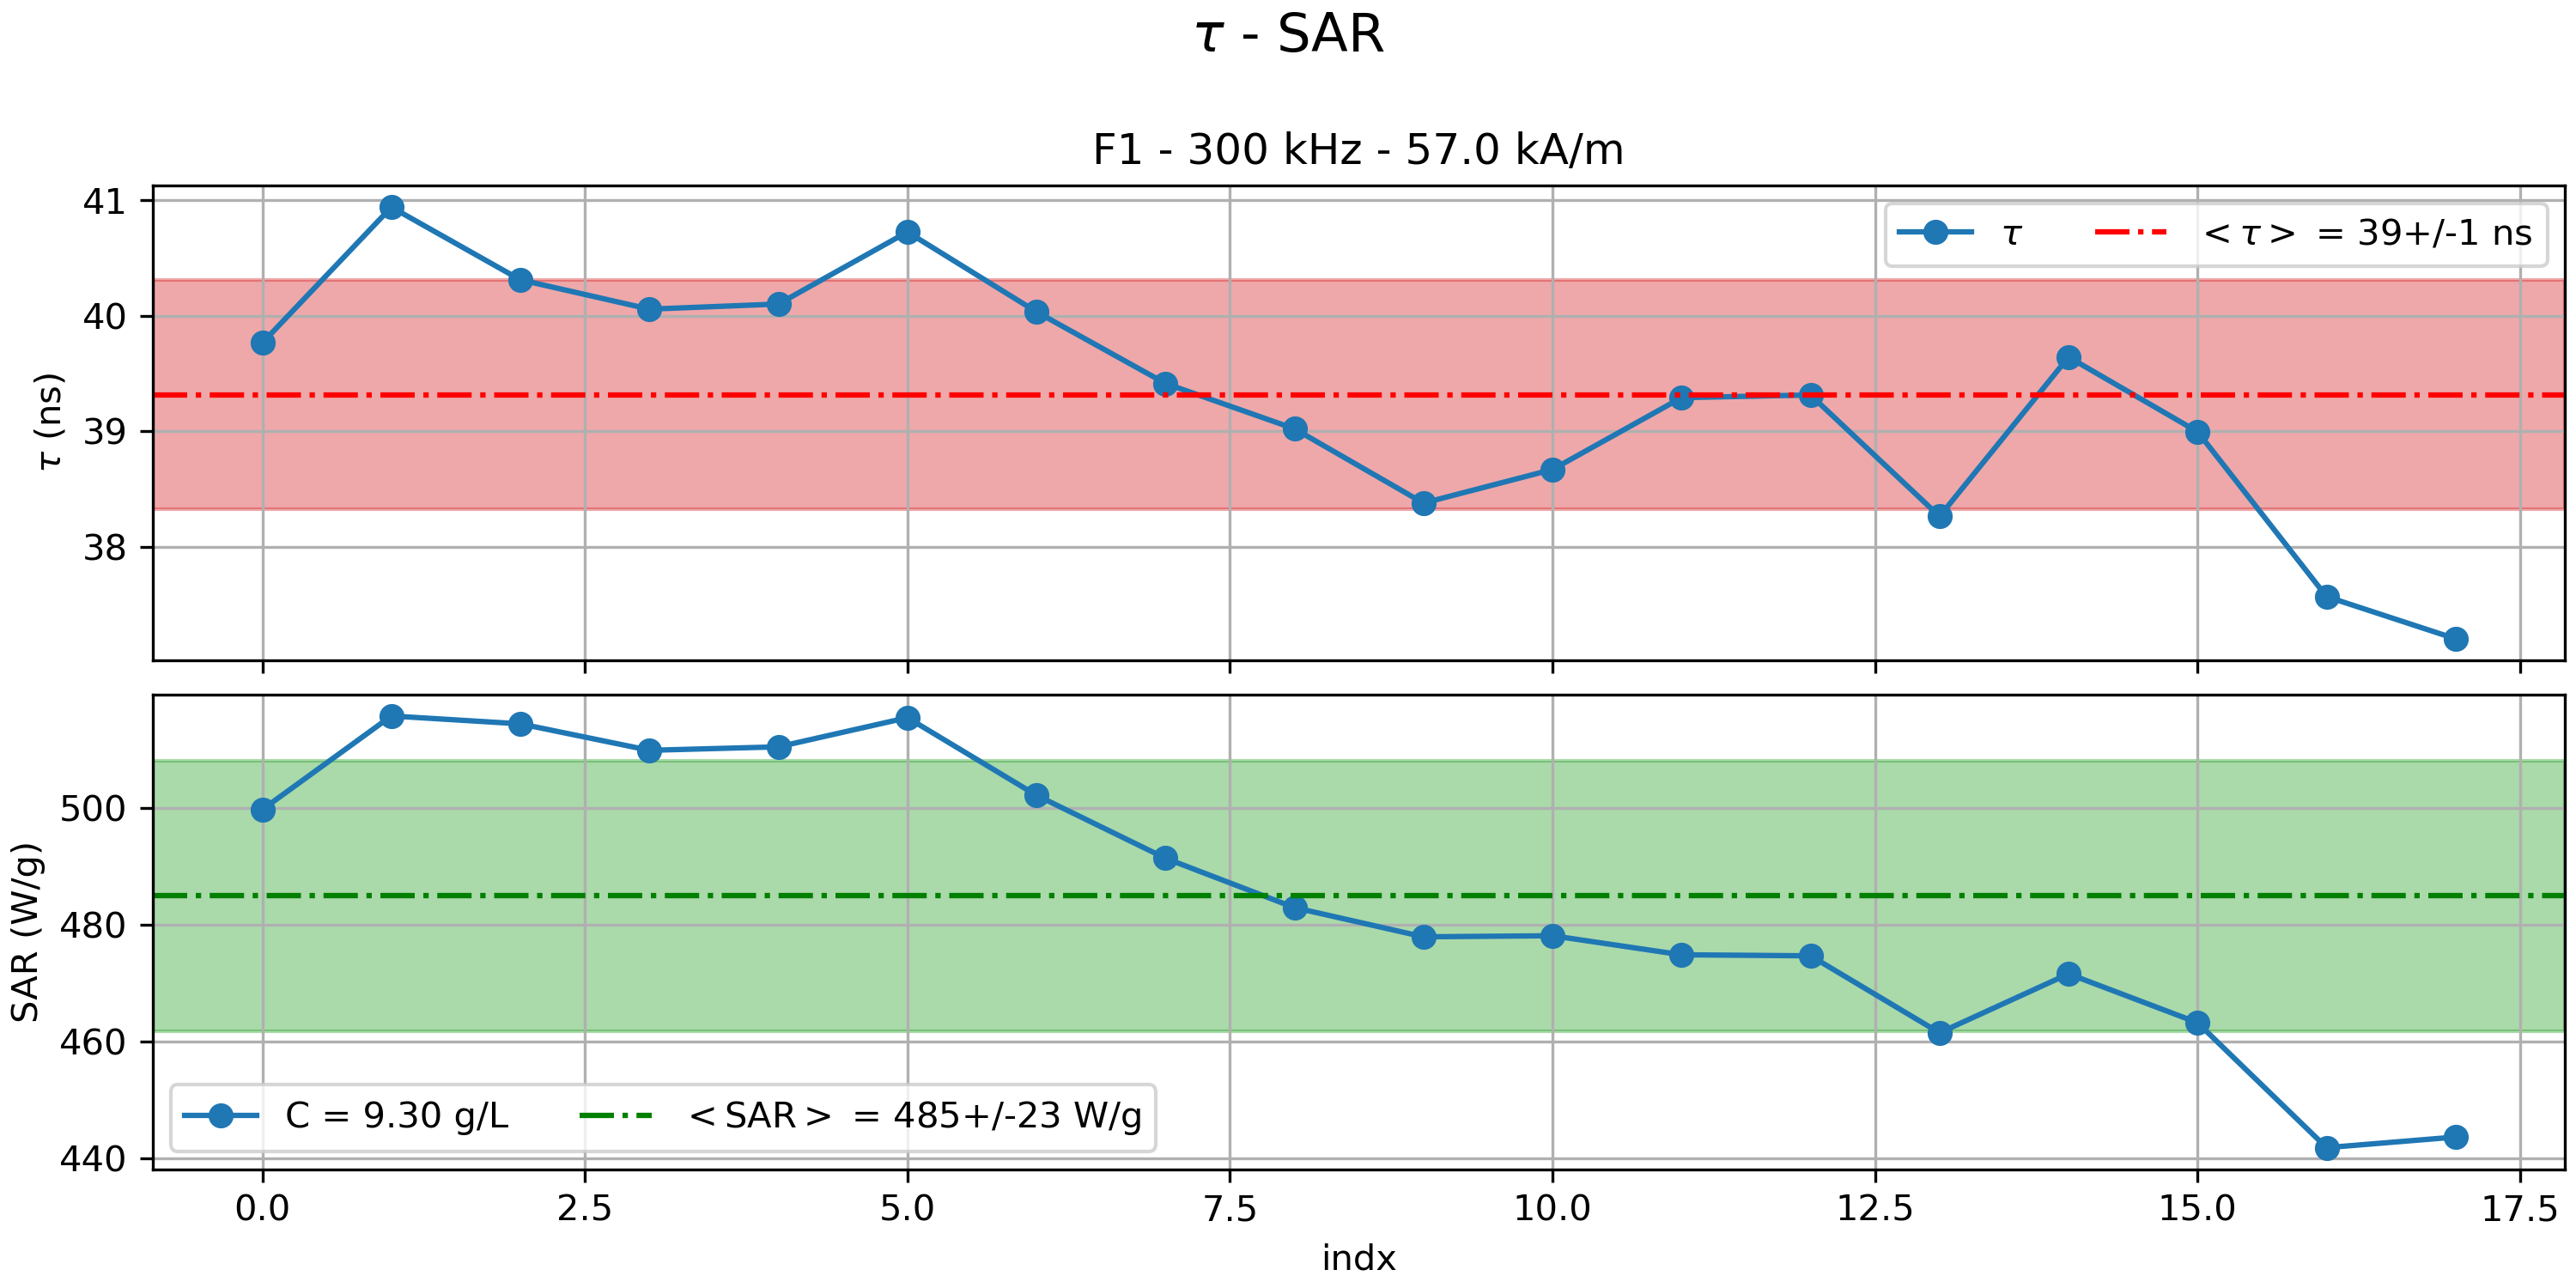 τ - SAR
F1 - 300 kHz - 57.0 kA/m
41
40
39
38
τ (ns)
τ
<τ> = 39+/-1 ns
500
480
460
440
SAR (W/g)
C = 9.30 g/L
<SAR> = 485+/-23 W/g
0.0 2.5 5.0 7.5 10.0 12.5 15.0 17.5
indx